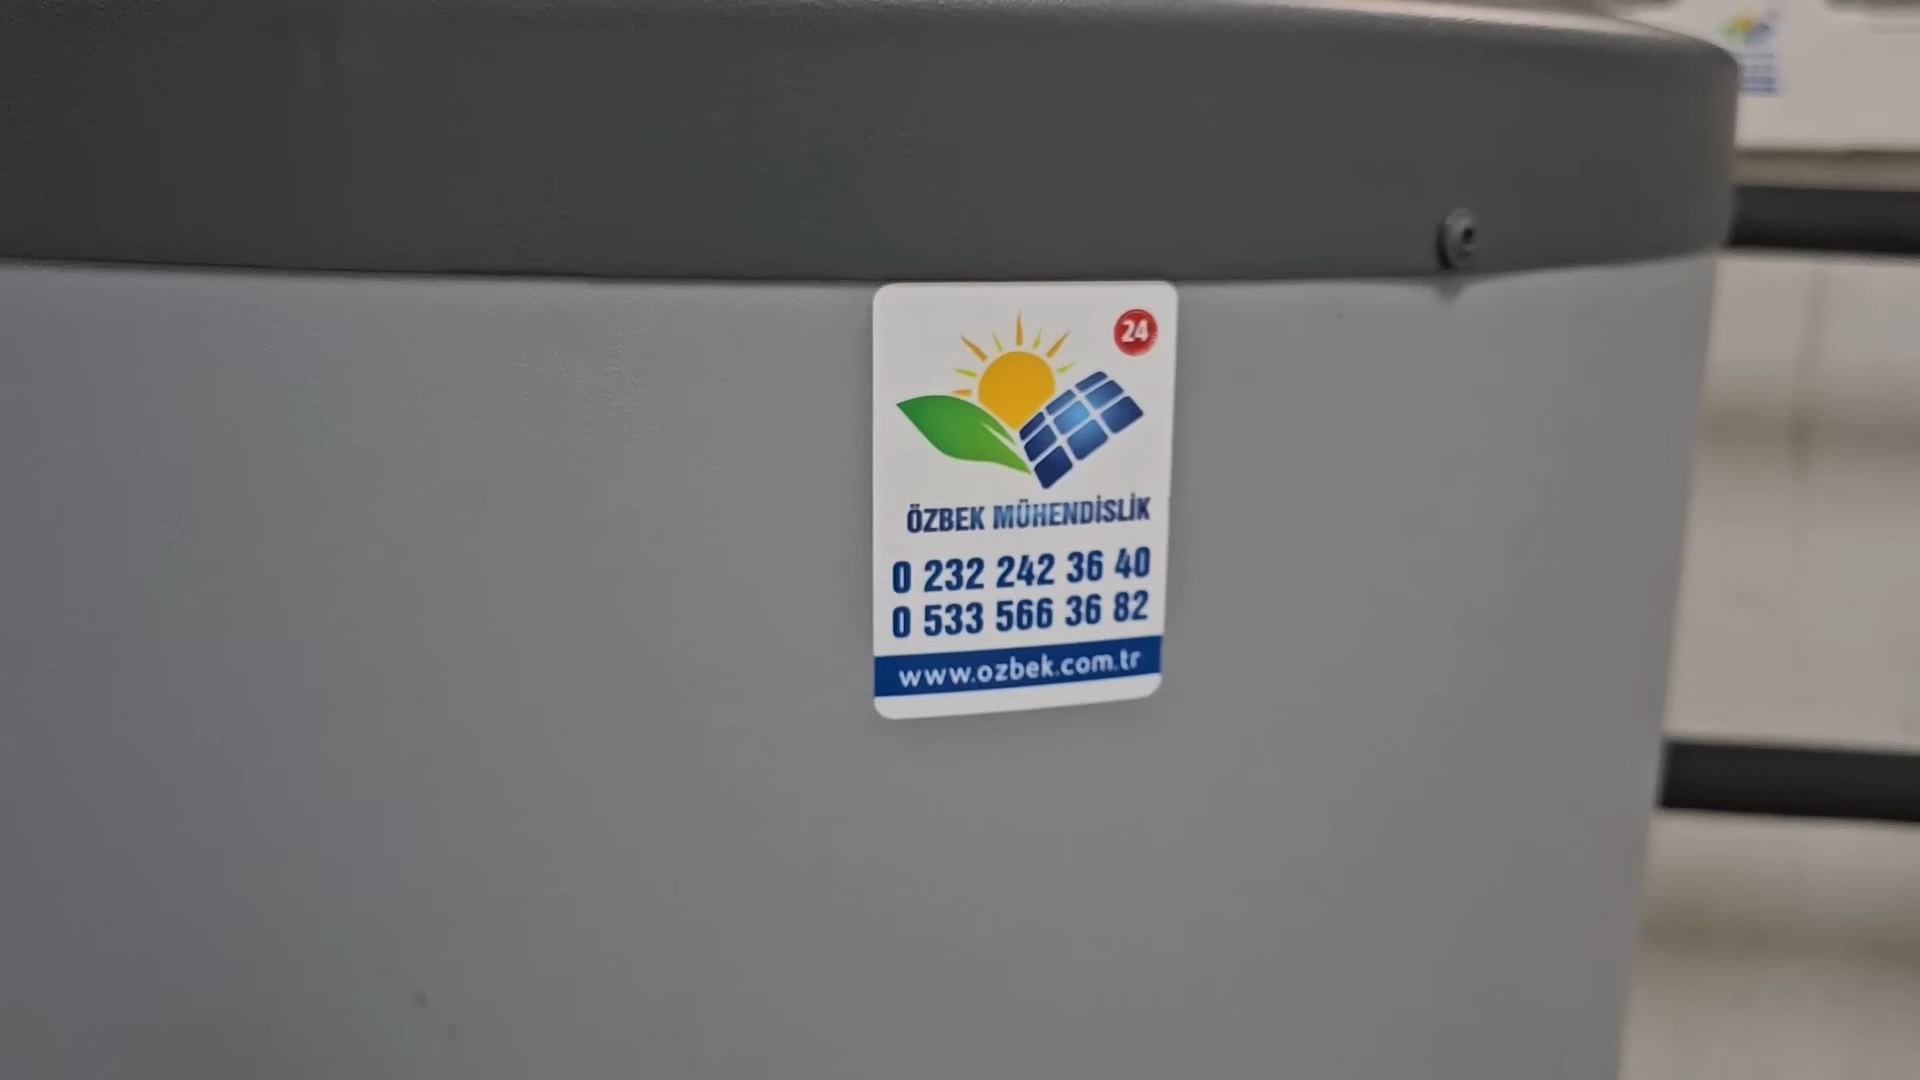 24
ÖZBEK MÜHENDİSLİK
0 232 242 36 40
0 533 566 36 82
www.ozbek.com.tr